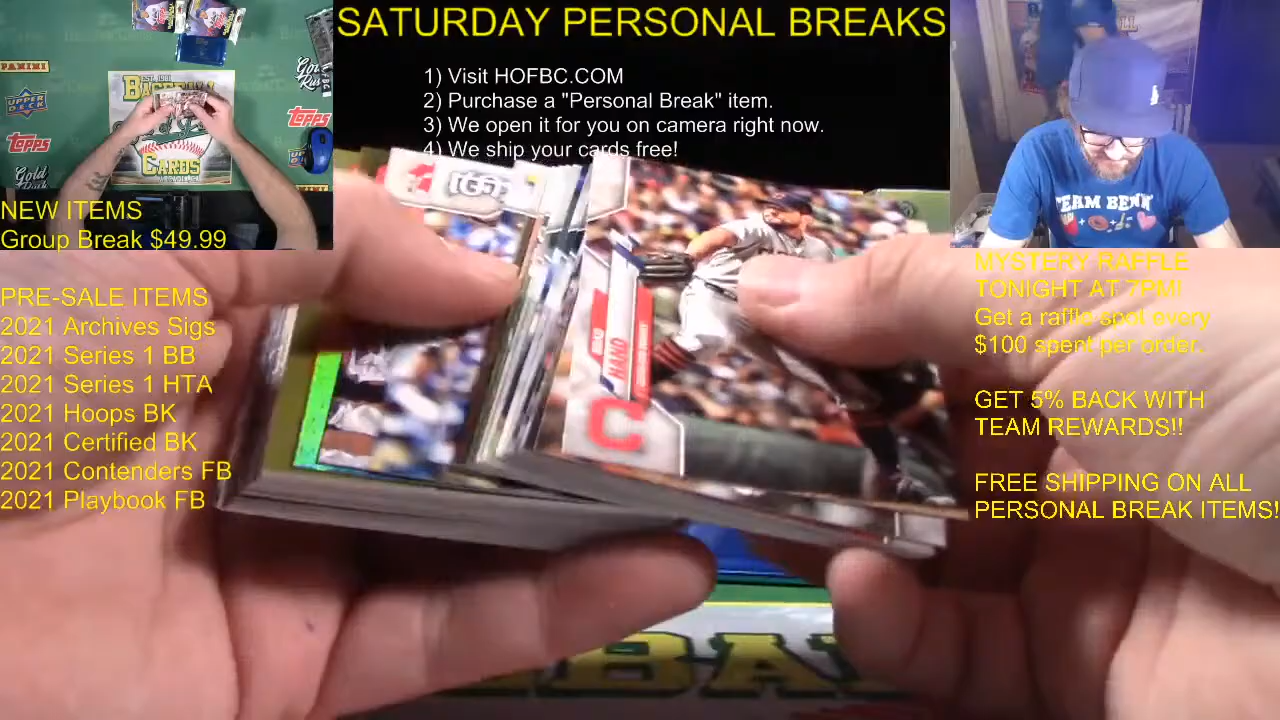 SATURDAY PERSONAL BREAKS
1) Visit HOFBC.COM
2) Purchase a "Personal Break" item.
3) We open it for you on camera right now.
4) We ship your cards free!
PANINI
UPPER DECK
Topps
Gold
EST. 1981
CARDS
Topps
NEW ITEMS
Group Break $49.99
PRE-SALE ITEMS
2021 Archives Sigs
2021 Series 1 BB
2021 Series 1 HTA
2021 Hoops BK
2021 Certified BK
2021 Contenders FB
2021 Playbook FB
HAND
C
TEAM
MYSTERY RAFFLE
TONIGHT AT 7PM!
Get a raffle spot every
$100 spent per order.
GET 5% BACK WITH
TEAM REWARDS!!
FREE SHIPPING ON ALL
PERSONAL BREAK ITEMS!